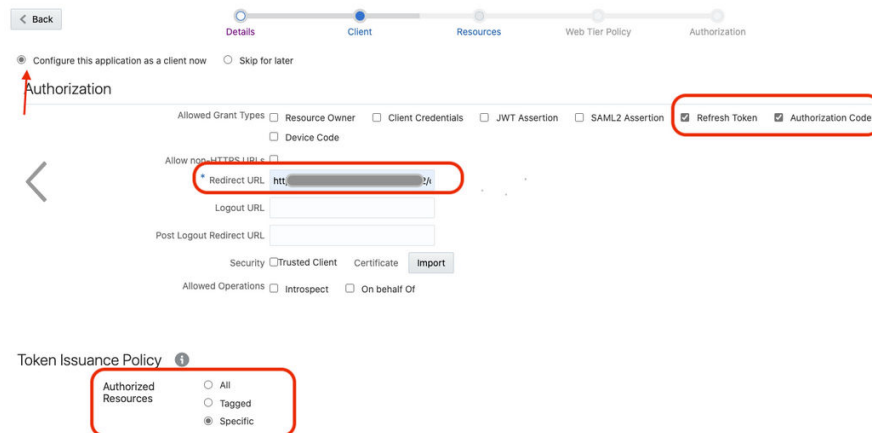 Back
Details
Client
Resources
Web Tier Policy
Authorization
Configure this application as a client now Skip for later
Authorization
Allowed Grant Types Resource Owner Client Credentials JWT Assertion SAML2 Assertion Refresh Token Authorization Code
Device Code
Allow non-HTTPS URLs
* Redirect URL
Logout URL
Post Logout Redirect URL
Security Trusted Client Certificate Import
Allowed Operations Introspect On behalf Of
Token Issuance Policy
Authorized Resources
All
Tagged
Specific